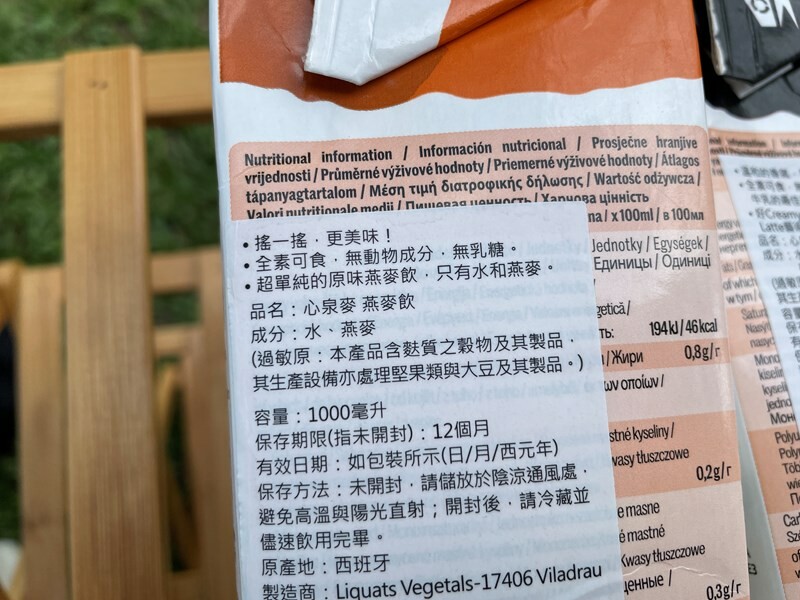 Nutritional information / Información nutricional / Prosječne hranjive
vrijednosti / Průměrné výživové hodnoty / Priemerné výživové hodnoty / Átlagos
tápanyagtartalom / Μέση τιμή διατροφικής δήλωσης / Wartość odżywcza /
Valori nutritionale medii / Пищевая ценность / Харчова цінність
na / x100ml / в 100мл
Jednotky / Egységek /
Единицы / Одиниці
194 kJ / 46 kcal
/ Жири 0,8g/г
stné kyseliny /
wasy tłuszczowe
0,2g/г
e masne
mastné
Kwasy tłuszczowe
0,3g/г
• 搖一搖，更美味！
• 全素可食，無動物成分，無乳糖。
• 超單純的原味燕麥飲，只有水和燕麥。
品名：心泉麥 燕麥飲
成分：水、燕麥
(過敏原：本產品含麩質之穀物及其製品，
其生產設備亦處理堅果類與大豆及其製品。)
容量：1000毫升
保存期限(指未開封)：12個月
有效日期：如包裝所示(日/月/西元年)
保存方法：未開封，請儲放於陰涼通風處，
避免高溫與陽光直射；開封後，請冷藏並
儘速飲用完畢。
原產地：西班牙
製造商：Liquats Vegetals-17406 Viladrau